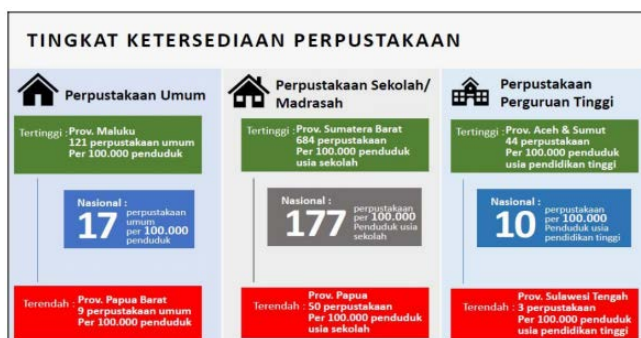 TINGKAT KETERSEDIAAN PERPUSTAKAAN
Perpustakaan Umum
Tertinggi : Prov. Maluku
121 perpustakaan umum
Per 100.000 penduduk
Nasional :
17
perpustakaan
umum
per 100.000
penduduk
Terendah : Prov. Papua Barat
9 perpustakaan umum
Per 100.000 penduduk
Perpustakaan Sekolah/
Madrasah
Tertinggi : Prov. Sumatera Barat
684 perpustakaan
Per 100.000 penduduk
usia sekolah
Nasional :
177
perpustakaan
per 100.000
Penduduk usia
sekolah
Prov. Papua
Terendah : 50 perpustakaan
Per 100.000 penduduk
usia sekolah
Perpustakaan
Perguruan Tinggi
Tertinggi : Prov. Aceh & Sumut
44 perpustakaan
Per 100.000 penduduk
usia pendidikan tinggi
Nasional :
10
perpustakaan
per 100.000
Penduduk usia
pendidikan tinggi
Prov. Sulawesi Tengah
Terendah : 3 perpustakaan
Per 100.000 penduduk
usia pendidikan tinggi